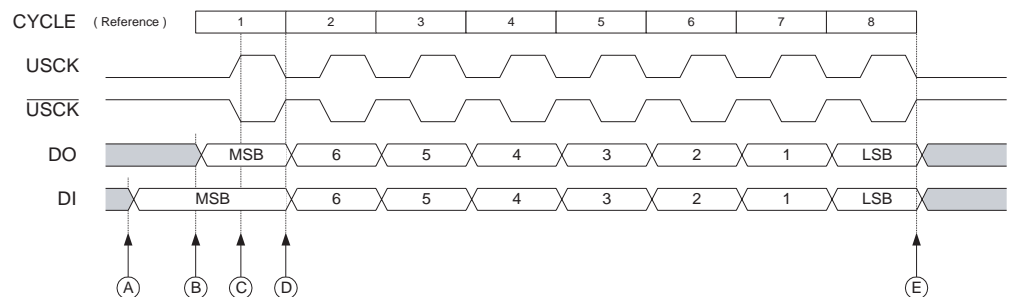 CYCLE ( Reference ) 1 2 3 4 5 6 7 8
USCK
USCK
DO MSB 6 5 4 3 2 1 LSB
DI MSB 6 5 4 3 2 1 LSB
A B C D E